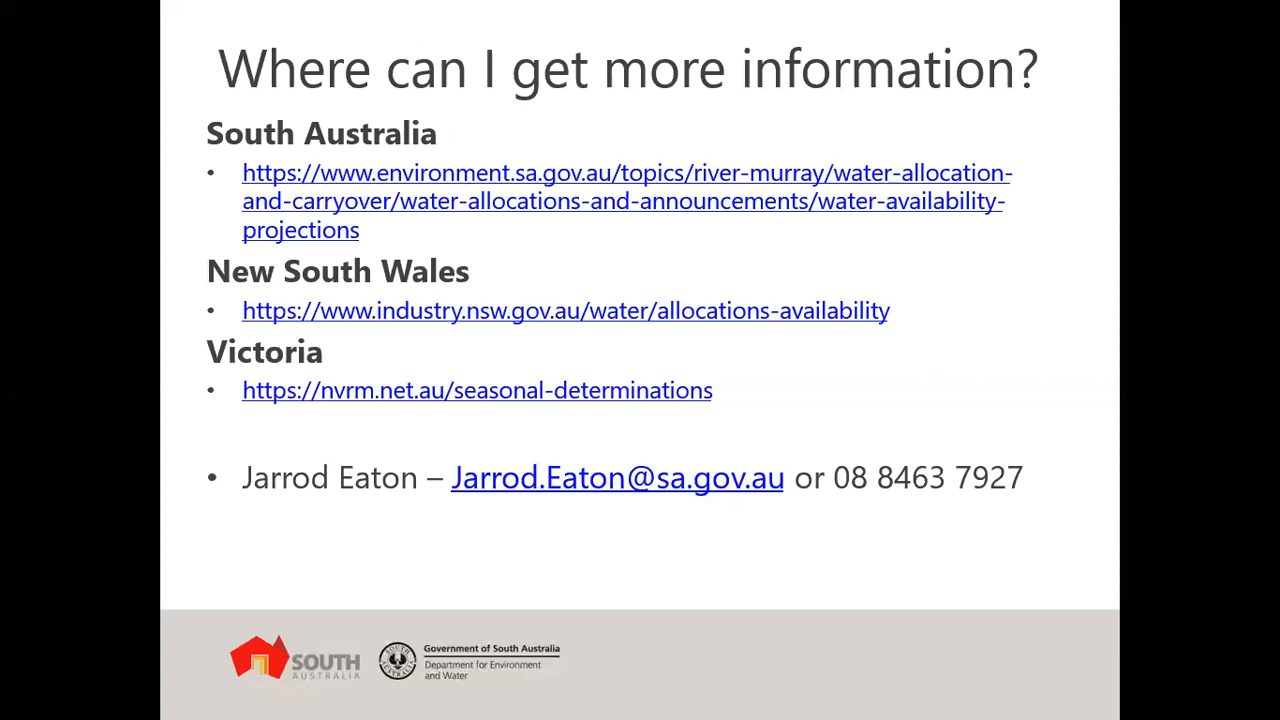 Where can I get more information?
South Australia
• https://www.environment.sa.gov.au/topics/river-murray/water-allocation-
and-carryover/water-allocations-and-announcements/water-availability-
projections
New South Wales
• https://www.industry.nsw.gov.au/water/allocations-availability
Victoria
• https://nvrm.net.au/seasonal-determinations
• Jarrod Eaton – Jarrod.Eaton@sa.gov.au or 08 8463 7927
SOUTH
AUSTRALIA
Government of South Australia
Department for Environment
and Water